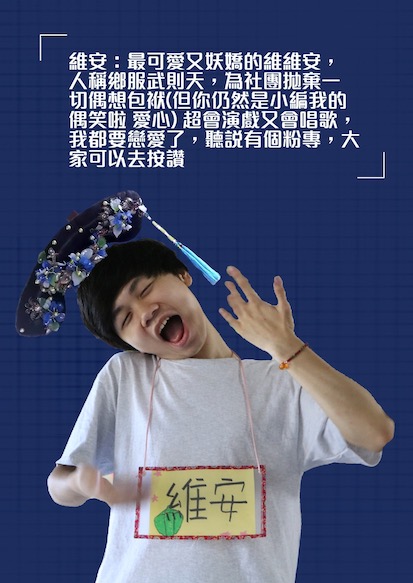 維安：最可愛又妖嬌的維維安，
人稱鄉服武則天，為社團拋棄一
切偶想包袱(但你仍然是小編我的
偶笑啦 愛心) 超會演戲又會唱歌，
我都要戀愛了，聽說有個粉專，大
家可以去按讚
維安